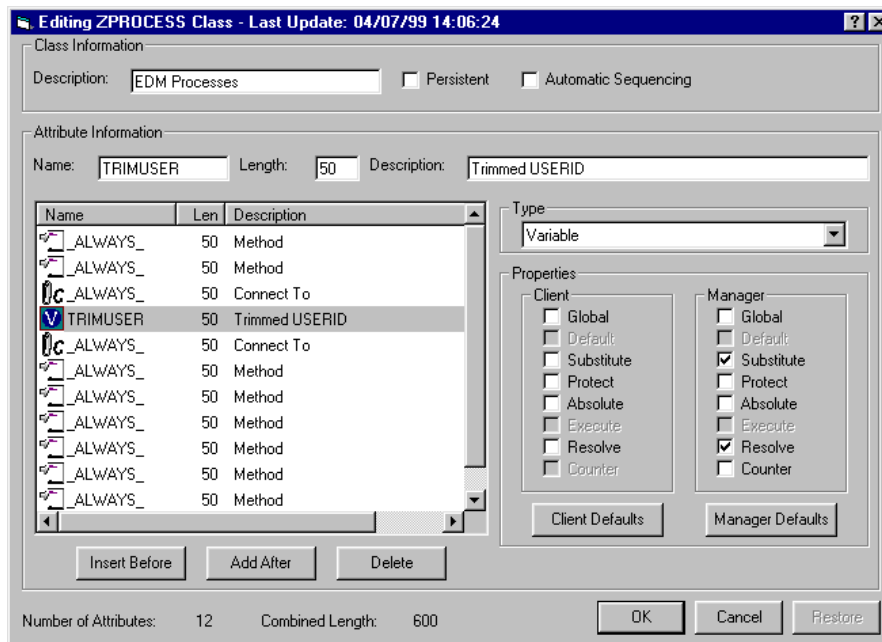 Editing ZPROCESS Class - Last Update: 04/07/99 14:06:24
Class Information
Description: EDM Processes Persistent Automatic Sequencing
Attribute Information
Name: TRIMUSER Length: 50 Description: Trimmed USERID
Name Len Description
_ALWAYS_ 50 Method
_ALWAYS_ 50 Method
_ALWAYS_ 50 Connect To
TRIMUSER 50 Trimmed USERID
_ALWAYS_ 50 Connect To
_ALWAYS_ 50 Method
_ALWAYS_ 50 Method
_ALWAYS_ 50 Method
_ALWAYS_ 50 Method
_ALWAYS_ 50 Method
_ALWAYS_ 50 Method
Type
Variable
Properties
Client
Global
Default
Substitute
Protect
Absolute
Execute
Resolve
Counter
Client Defaults
Manager
Global
Default
Substitute
Protect
Absolute
Execute
Resolve
Counter
Manager Defaults
Insert Before Add After Delete
Number of Attributes: 12 Combined Length: 600
OK Cancel Restore